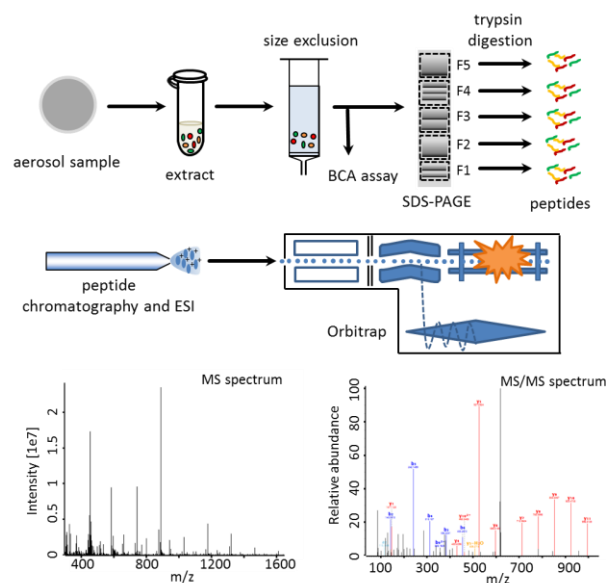 trypsin
digestion
size exclusion
F5
F4
F3
F2
F1
aerosol sample
extract
BCA assay
SDS-PAGE
peptides
peptide
chromatography and ESI
Orbitrap
MS spectrum
Intensity [1e7]
2
1.5
1
0.5
0
400
800
1200
1600
m/z
MS/MS spectrum
Relative abundance
100
80
60
40
20
0
100
300
500
700
900
m/z